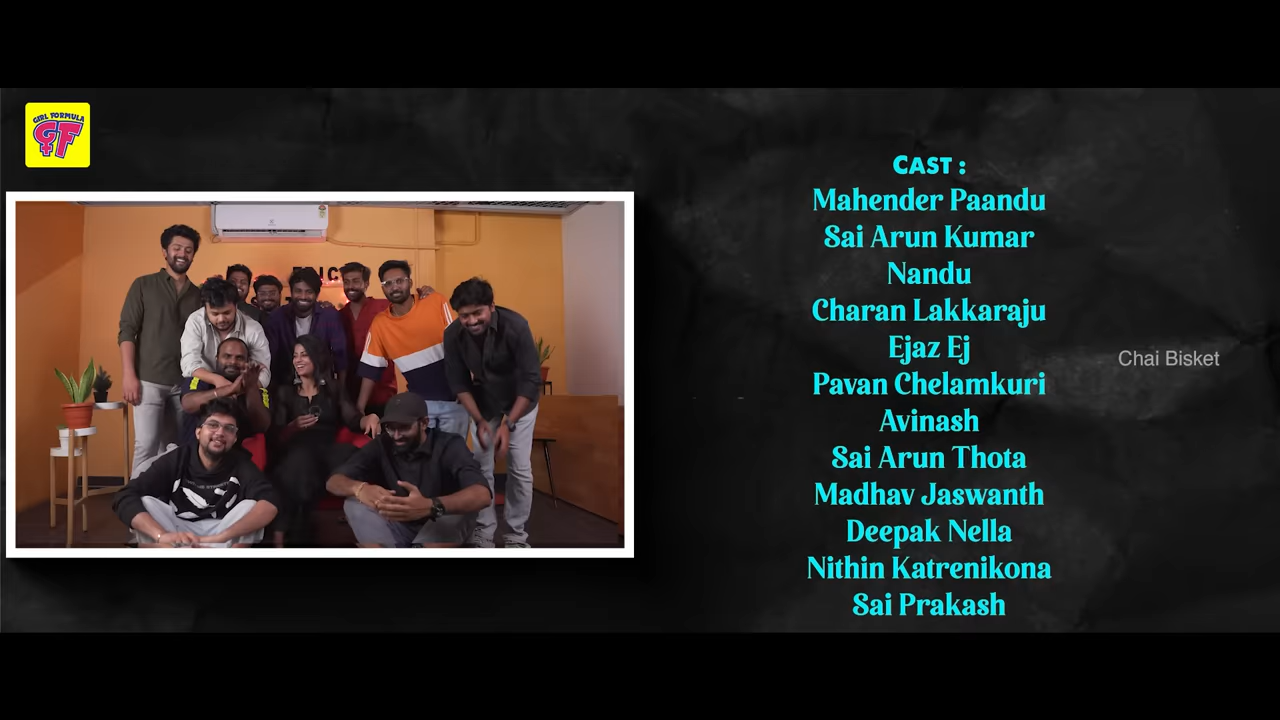 GIRL FORMULA
GF
CAST :
Mahender Paandu
Sai Arun Kumar
Nandu
Charan Lakkaraju
Ejaz Ej
Pavan Chelamkuri
Avinash
Sai Arun Thota
Madhav Jaswanth
Deepak Nella
Nithin Katrenikona
Sai Prakash
Chai Bisket